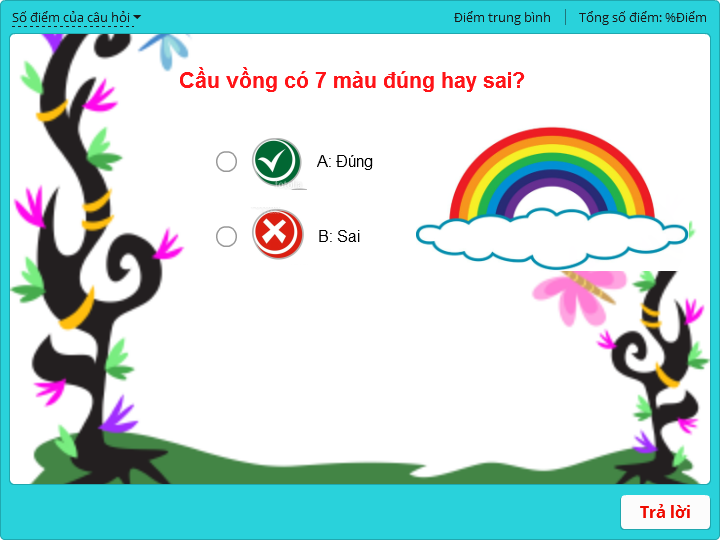 Số điểm của câu hỏi
Điểm trung bình
Tổng số điểm: %Điểm
Cầu vồng có 7 màu đúng hay sai?
A: Đúng
B: Sai
Trả lời